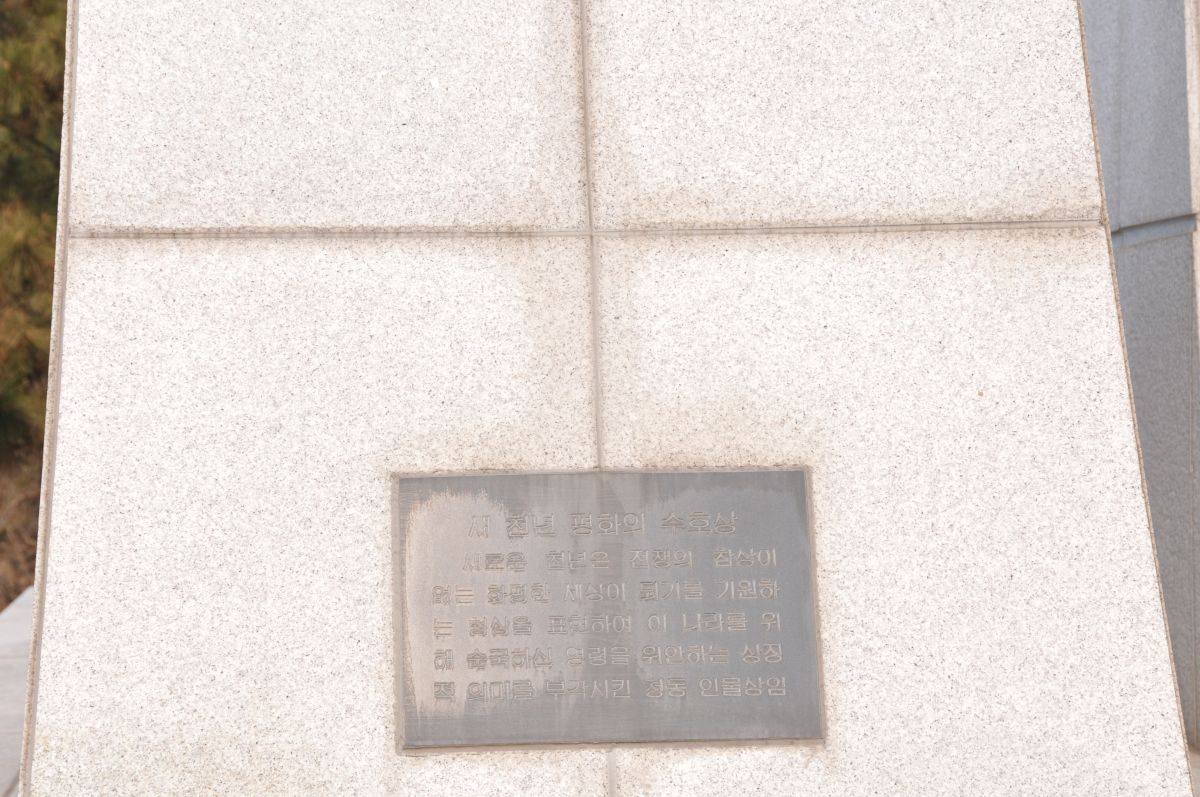 새 천년 평화의 수호상
새로운 천년은 전쟁의 참상이
없는 화평한 세상이 되기를 기원하
는 형상을 표현하여 이 나라를 위
해 순국하신 영령을 위안하는 상징
적 의미를 부각시킨 청동 인물상임